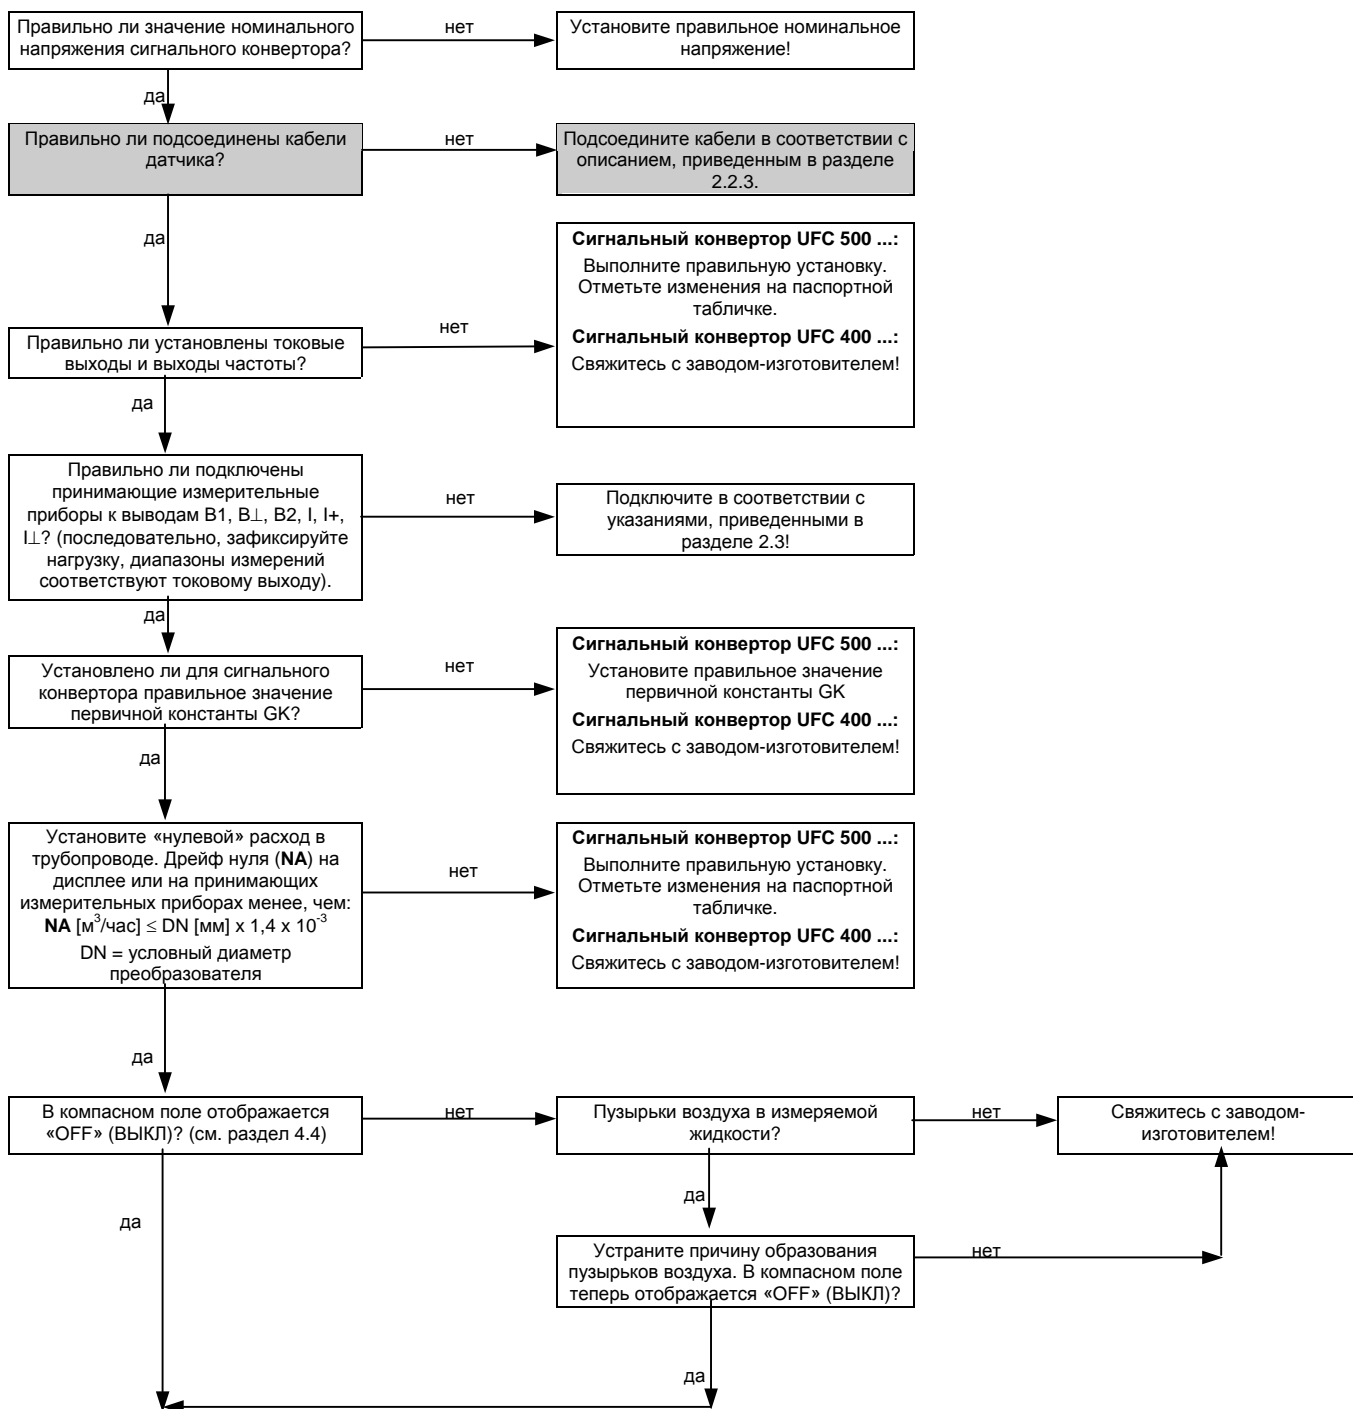 Правильно ли значение номинального
напряжения сигнального конвертора?
нет
Установите правильное номинальное
напряжение!
да
Правильно ли подсоединены кабели
датчика?
нет
Подсоедините кабели в соответствии с
описанием, приведенным в разделе
2.2.3.
да
Сигнальный конвертор UFC 500 ...:
Выполните правильную установку.
Отметьте изменения на паспортной
табличке.
Сигнальный конвертор UFC 400 ...:
Свяжитесь с заводом-изготовителем!
нет
Правильно ли установлены токовые
выходы и выходы частоты?
да
Правильно ли подключены
принимающие измерительные
приборы к выводам B1, B⊥, B2, I, I+,
I⊥? (последовательно, зафиксируйте
нагрузку, диапазоны измерений
соответствуют токовому выходу).
нет
Подключите в соответствии с
указаниями, приведенными в
разделе 2.3!
да
Установлено ли для сигнального
конвертора правильное значение
первичной константы GK?
нет
Сигнальный конвертор UFC 500 ...:
Установите правильное значение
первичной константы GK
Сигнальный конвертор UFC 400 ...:
Свяжитесь с заводом-изготовителем!
да
Установите «нулевой» расход в
трубопроводе. Дрейф нуля (NA) на
дисплее или на принимающих
измерительных приборах менее, чем:
NA [м³/час] ≤ DN [мм] x 1,4 x 10⁻³
DN = условный диаметр
преобразователя
нет
Сигнальный конвертор UFC 500 ...:
Выполните правильную установку.
Отметьте изменения на паспортной
табличке.
Сигнальный конвертор UFC 400 ...:
Свяжитесь с заводом-изготовителем!
да
В компасном поле отображается
«OFF» (ВЫКЛ)? (см. раздел 4.4)
нет
Пузырьки воздуха в измеряемой
жидкости?
нет
Свяжитесь с заводом-
изготовителем!
да
да
Устраните причину образования
пузырьков воздуха. В компасном поле
теперь отображается «OFF» (ВЫКЛ)?
нет
да